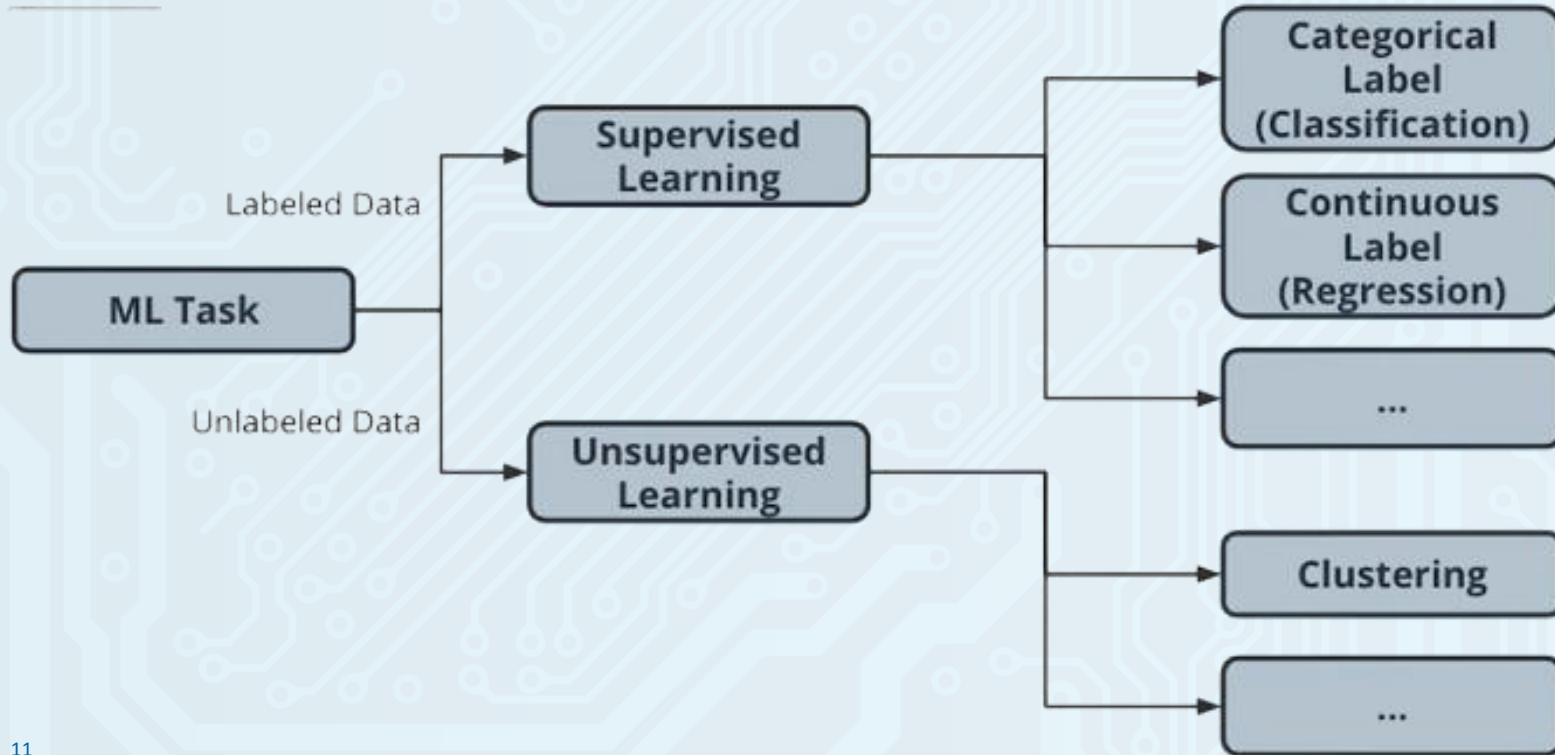 Categorical
Label
(Classification)
Supervised
Learning
Labeled Data
Continuous
Label
(Regression)
ML Task
...
Unlabeled Data
Unsupervised
Learning
Clustering
...
11